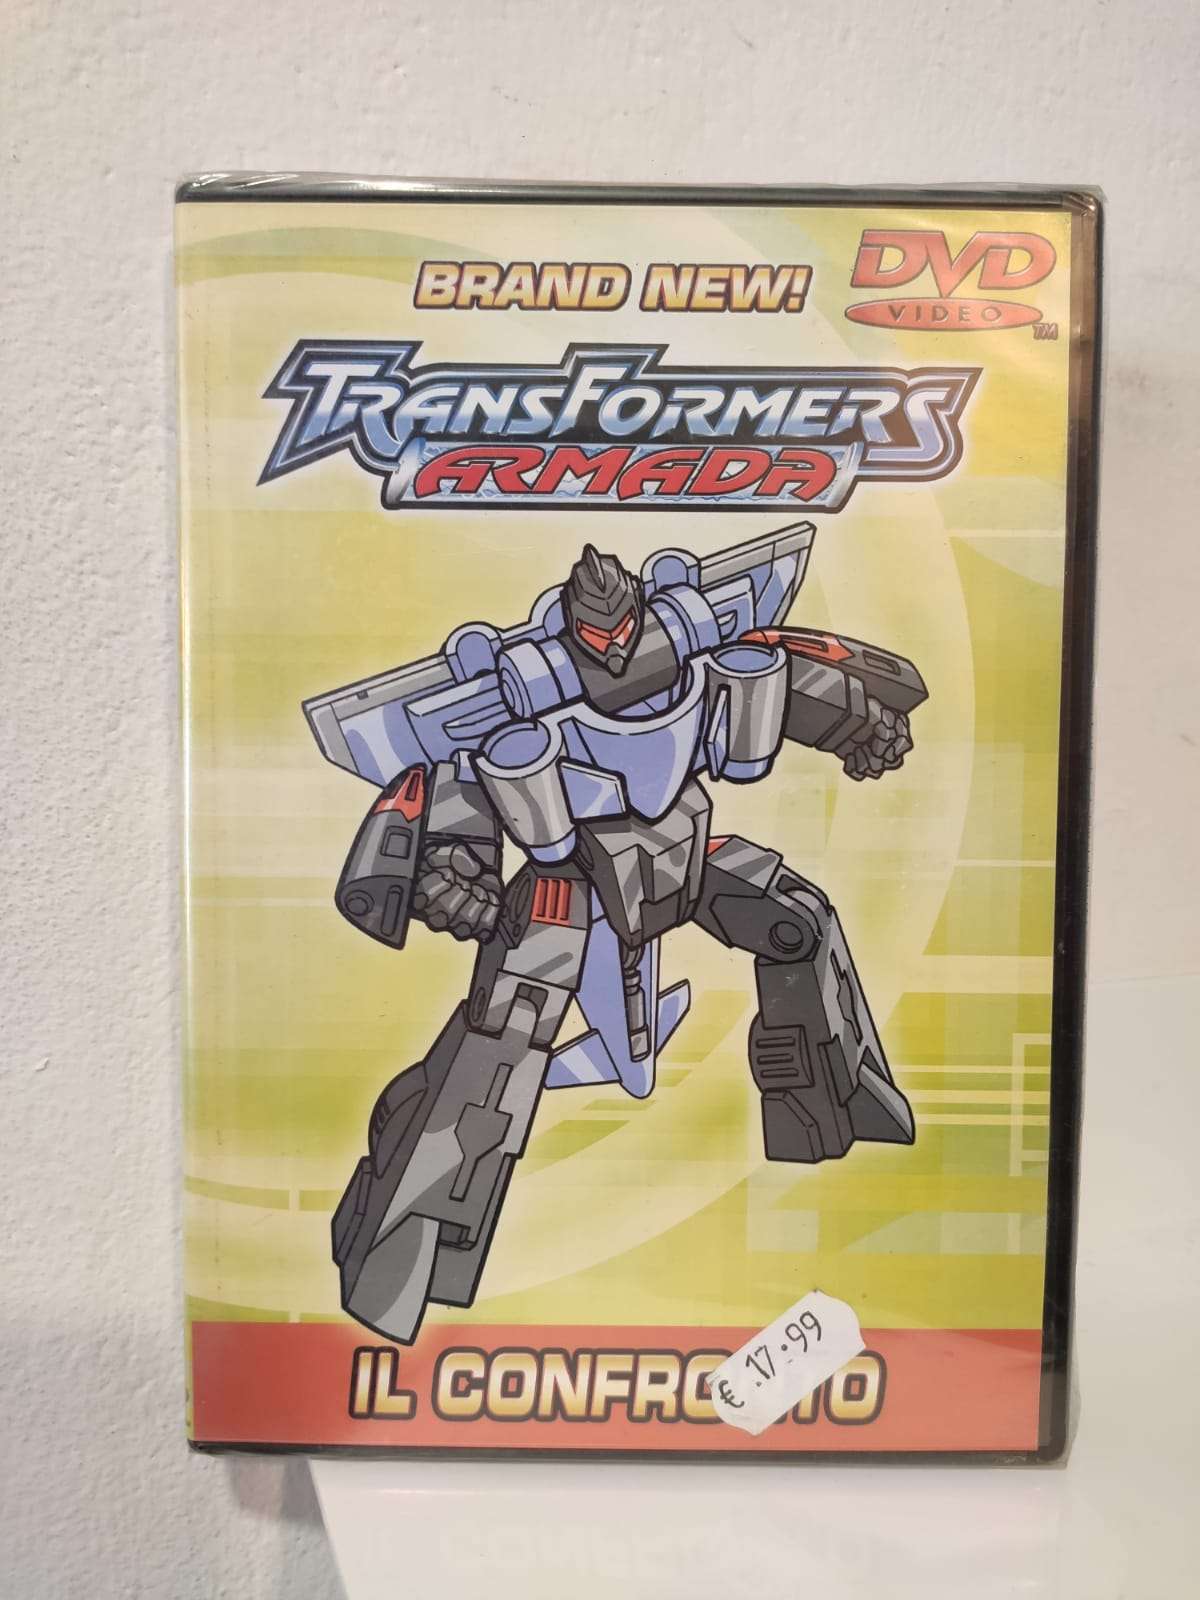 DVD
VIDEO
TM
BRAND NEW!
TRANSFORMERS
ARMADA
IL
€ 17.99